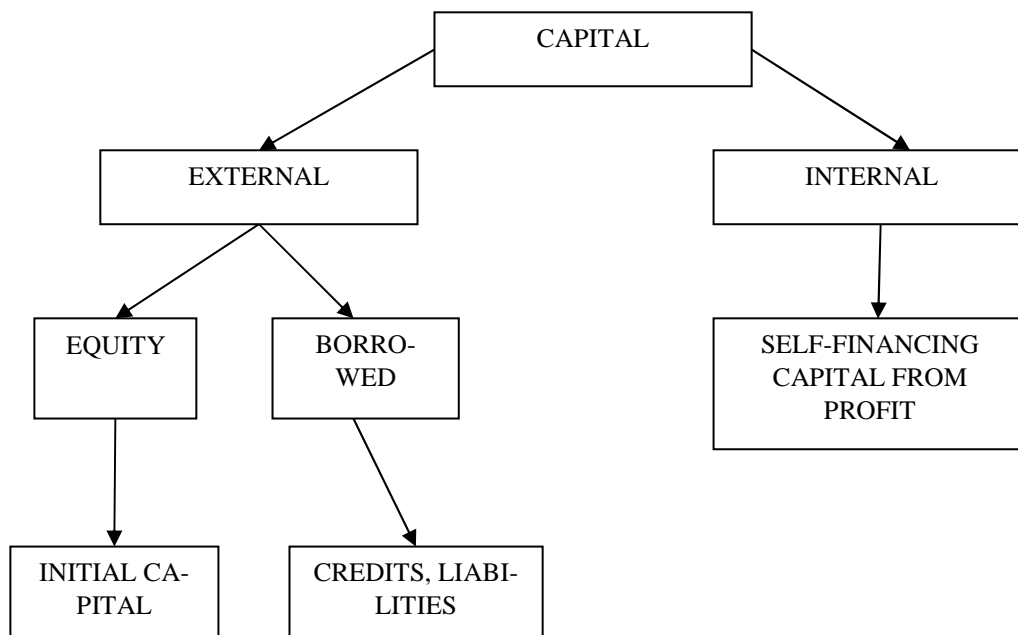 CAPITAL
EXTERNAL
INTERNAL
EQUITY
BORRO-
WED
SELF-FINANCING
CAPITAL FROM
PROFIT
INITIAL CA-
PITAL
CREDITS, LIABI-
LITIES